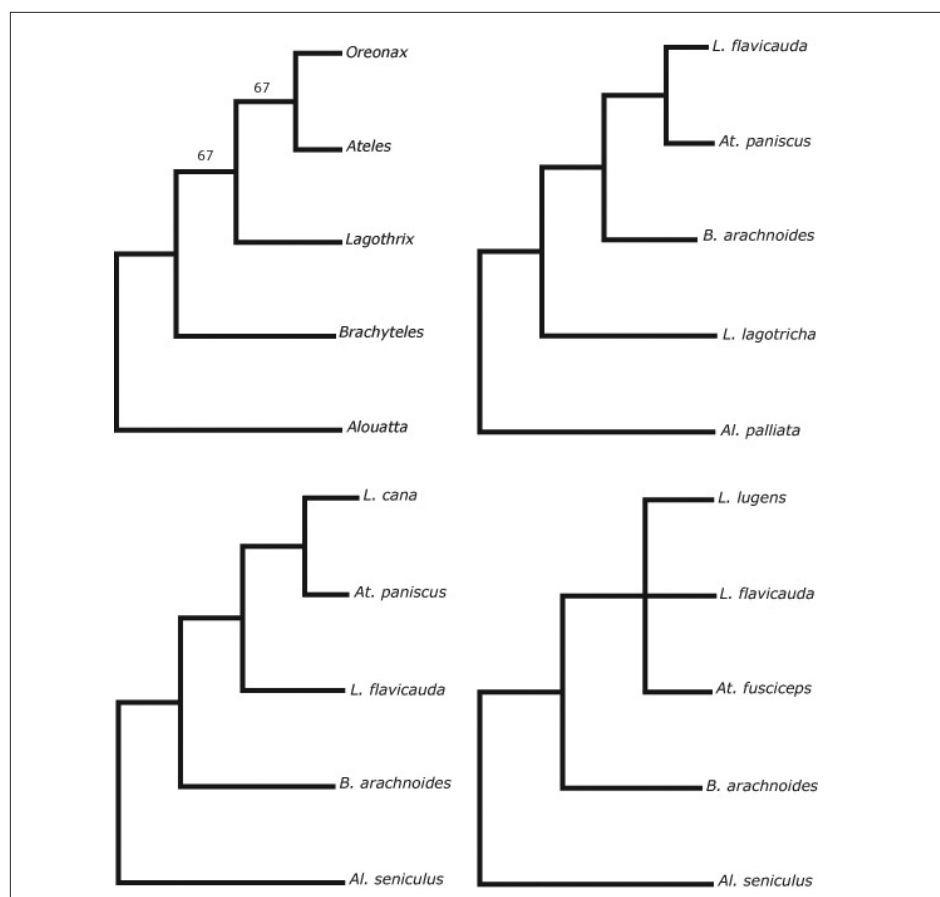 Oreonax
67
Ateles
67
Lagothrix
Brachyteles
Alouatta
L. flavicauda
At. paniscus
B. arachnoides
L. lagotricha
Al. palliata
L. cana
At. paniscus
L. flavicauda
B. arachnoides
Al. seniculus
L. lugens
L. flavicauda
At. fusciceps
B. arachnoides
Al. seniculus